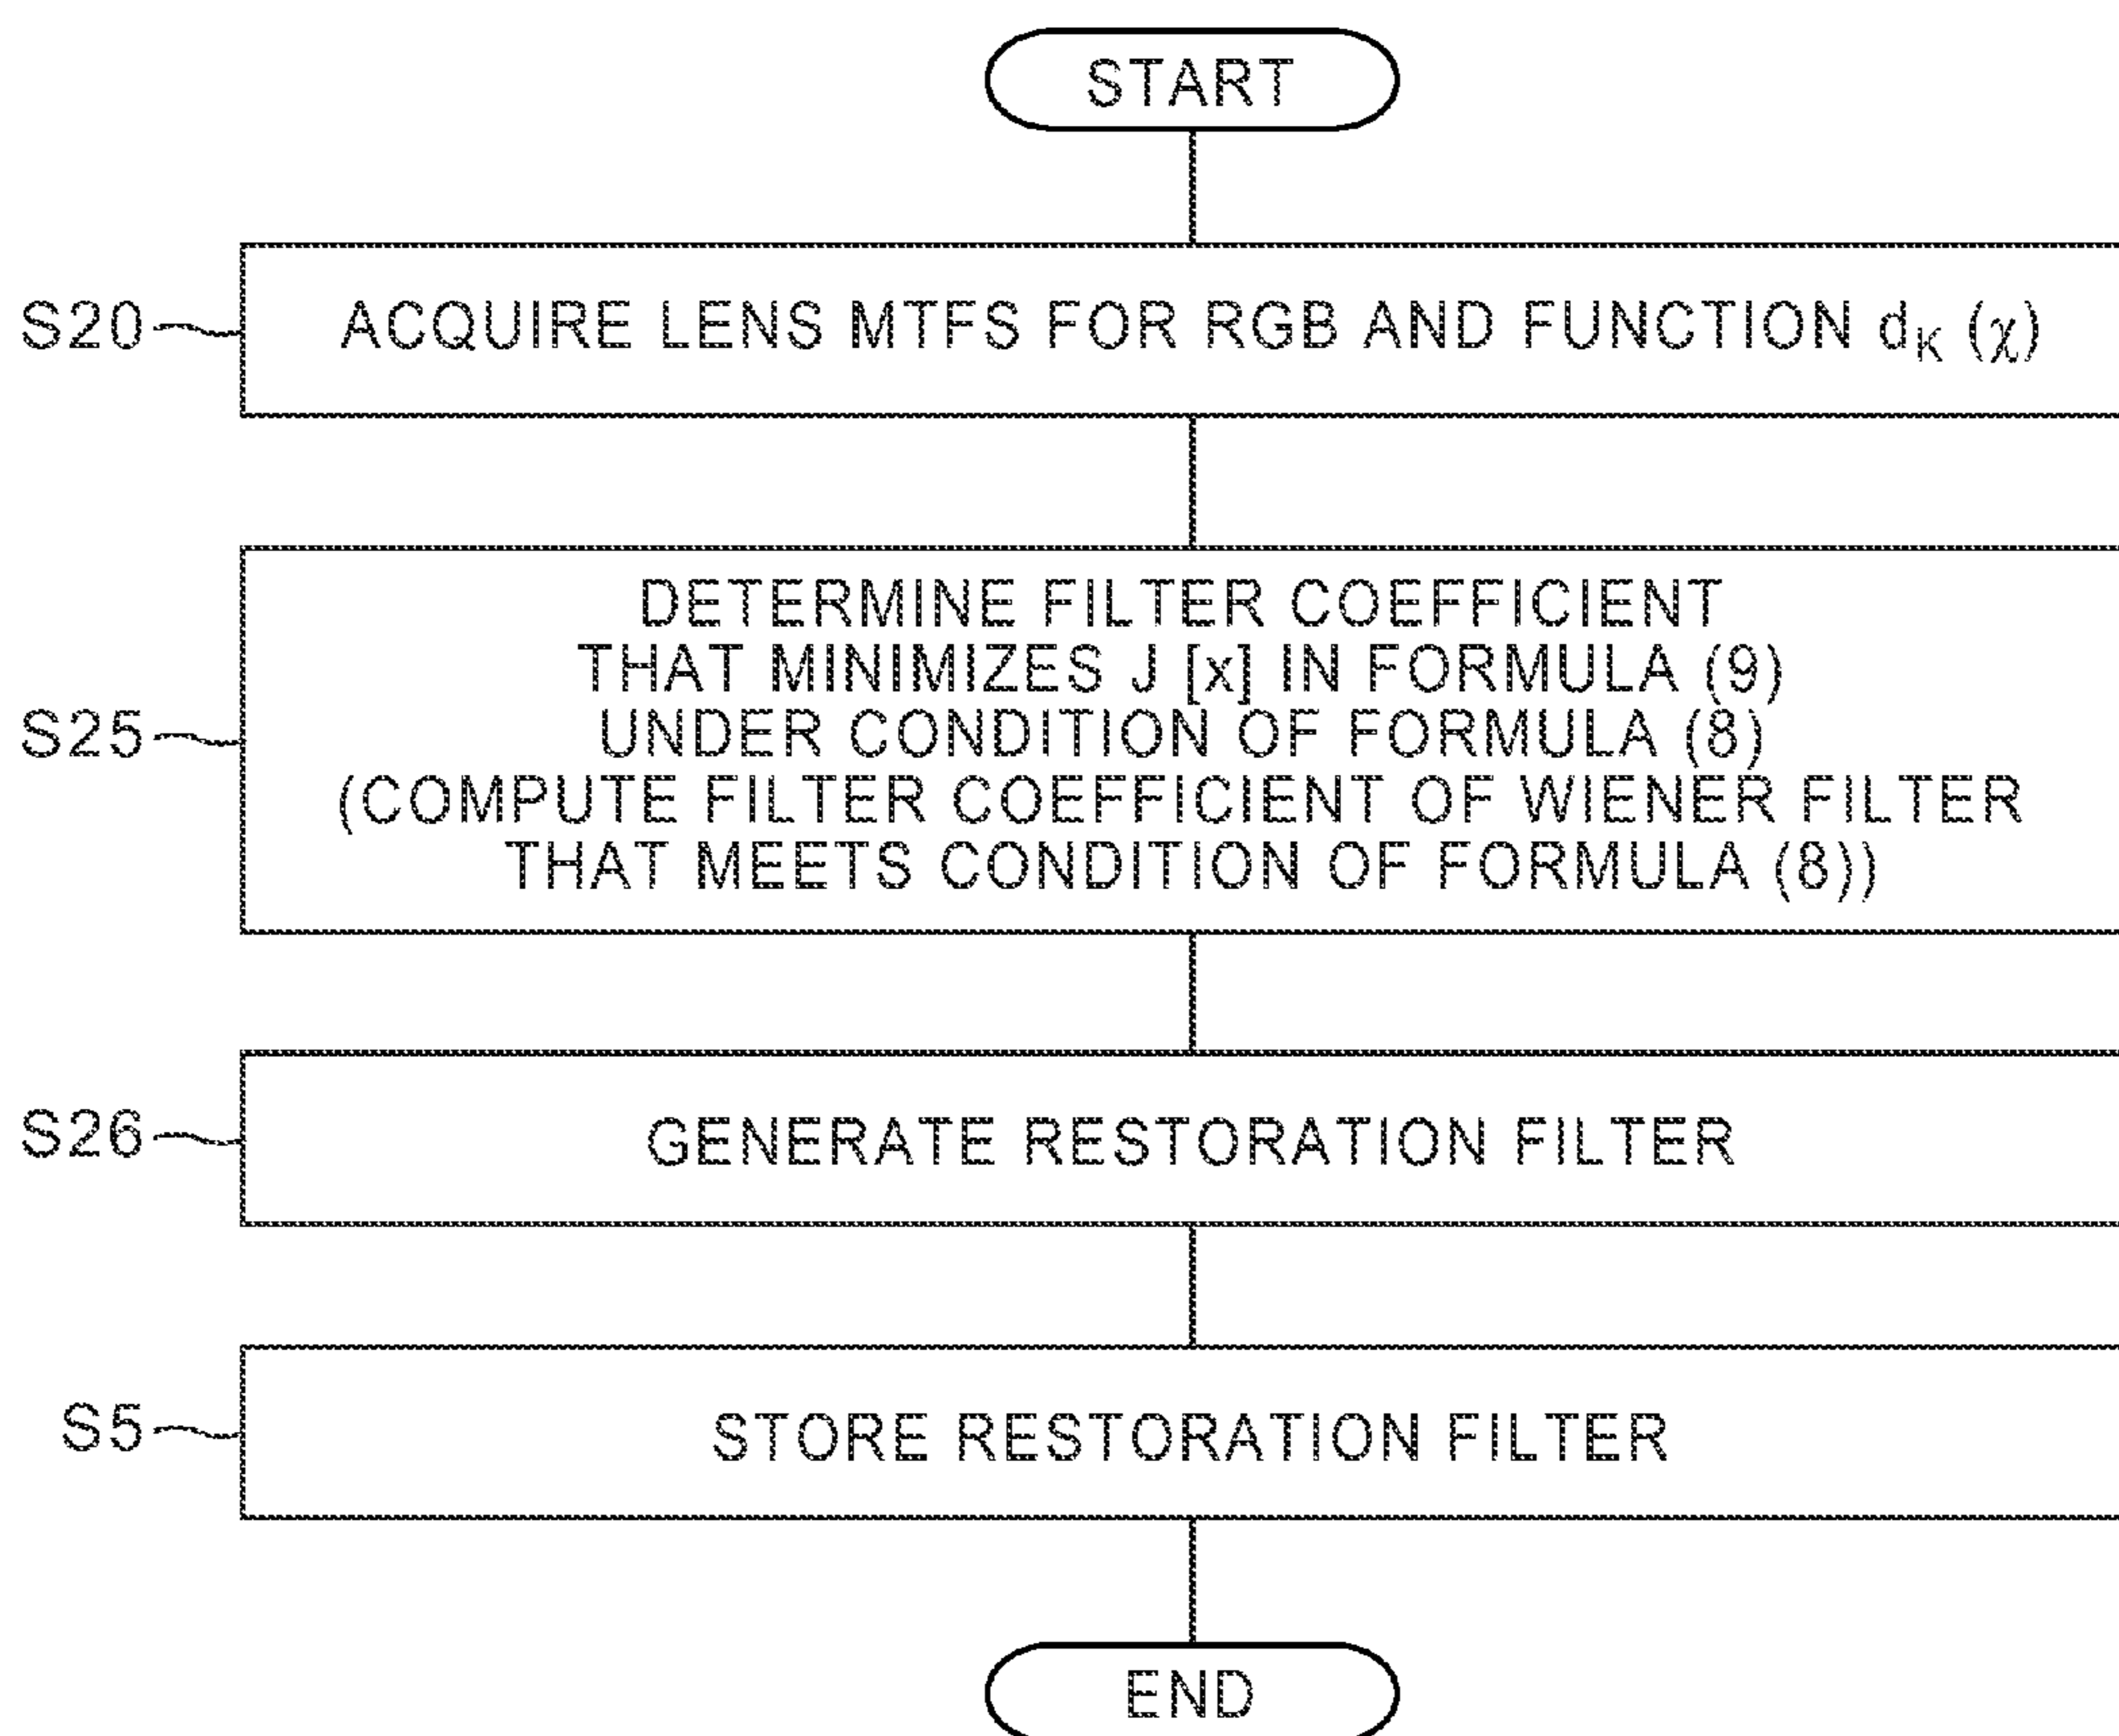 START
S20
ACQUIRE LENS MTFS FOR RGB AND FUNCTION dK (χ)
S25
DETERMINE FILTER COEFFICIENT
THAT MINIMIZES J [x] IN FORMULA (9)
UNDER CONDITION OF FORMULA (8)
(COMPUTE FILTER COEFFICIENT OF WIENER FILTER
THAT MEETS CONDITION OF FORMULA (8))
S26
GENERATE RESTORATION FILTER
S5
STORE RESTORATION FILTER
END